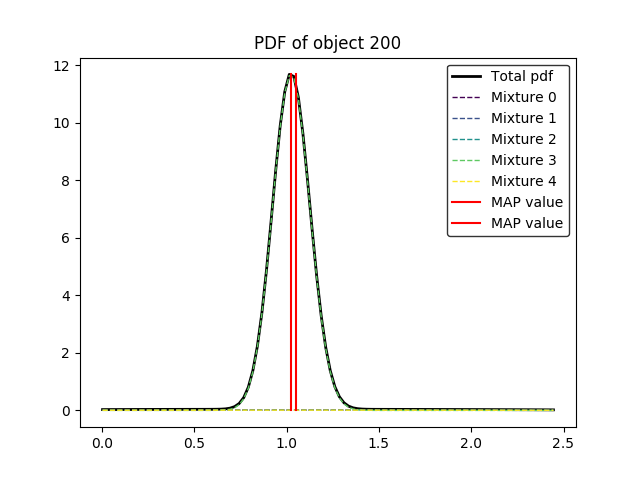 PDF of object 200
Total pdf
Mixture 0
Mixture 1
Mixture 2
Mixture 3
Mixture 4
MAP value
MAP value
12
10
8
6
4
2
0
0.0 0.5 1.0 1.5 2.0 2.5